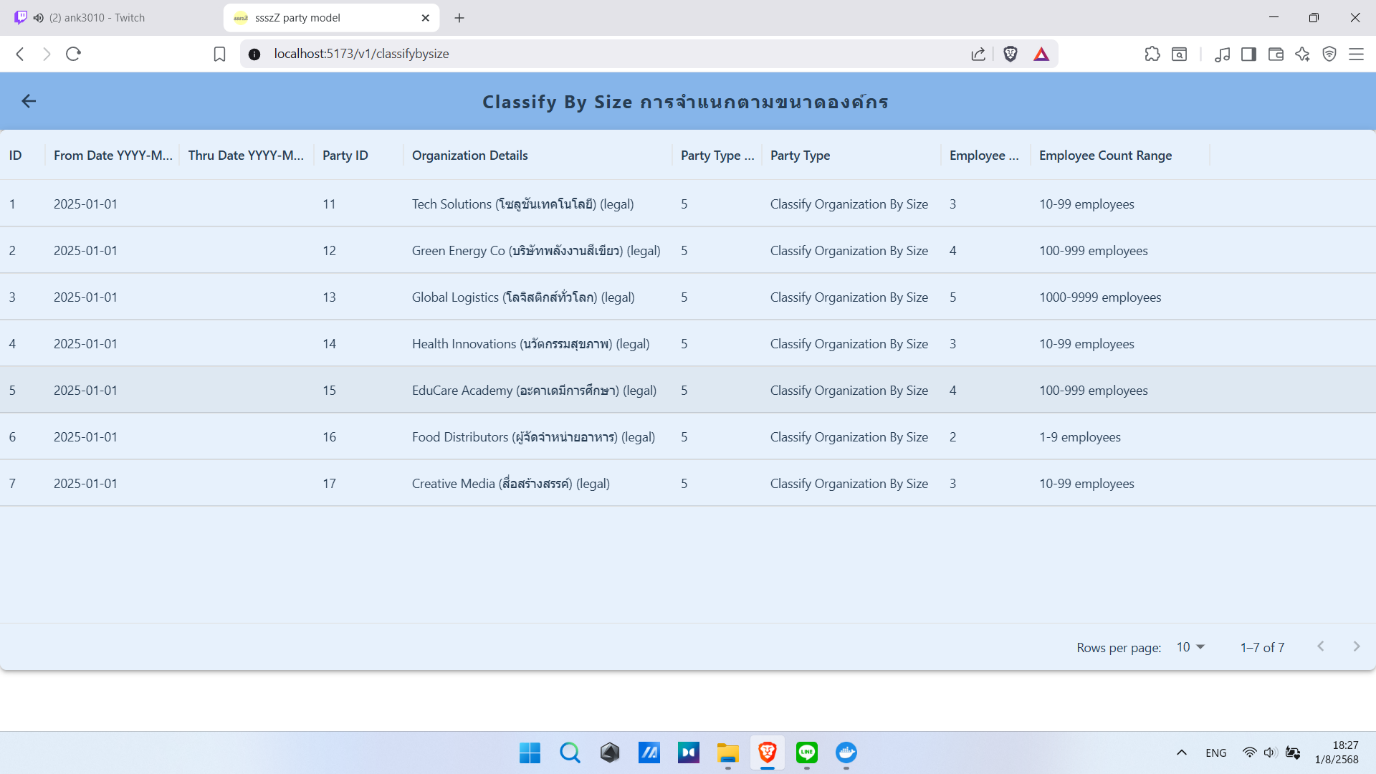 (2) ank3010 - Twitch
ssszZ ssszZ party model
localhost:5173/v1/classifybysize
Classify By Size การจำแนกตามขนาดองค์กร
ID From Date YYYY-M... Thru Date YYYY-M... Party ID Organization Details Party Type ... Party Type Employee ... Employee Count Range
1 2025-01-01 11 Tech Solutions (โซลูชันเทคโนโลยี) (legal) 5 Classify Organization By Size 3 10-99 employees
2 2025-01-01 12 Green Energy Co (บริษัทพลังงานสีเขียว) (legal) 5 Classify Organization By Size 4 100-999 employees
3 2025-01-01 13 Global Logistics (โลจิสติกส์ทั่วโลก) (legal) 5 Classify Organization By Size 5 1000-9999 employees
4 2025-01-01 14 Health Innovations (นวัตกรรมสุขภาพ) (legal) 5 Classify Organization By Size 3 10-99 employees
5 2025-01-01 15 EduCare Academy (อะคาเดมีการศึกษา) (legal) 5 Classify Organization By Size 4 100-999 employees
6 2025-01-01 16 Food Distributors (ผู้จัดจำหน่ายอาหาร) (legal) 5 Classify Organization By Size 2 1-9 employees
7 2025-01-01 17 Creative Media (สื่อสร้างสรรค์) (legal) 5 Classify Organization By Size 3 10-99 employees
Rows per page: 10 1–7 of 7
LINE ENG 18:27
1/8/2568